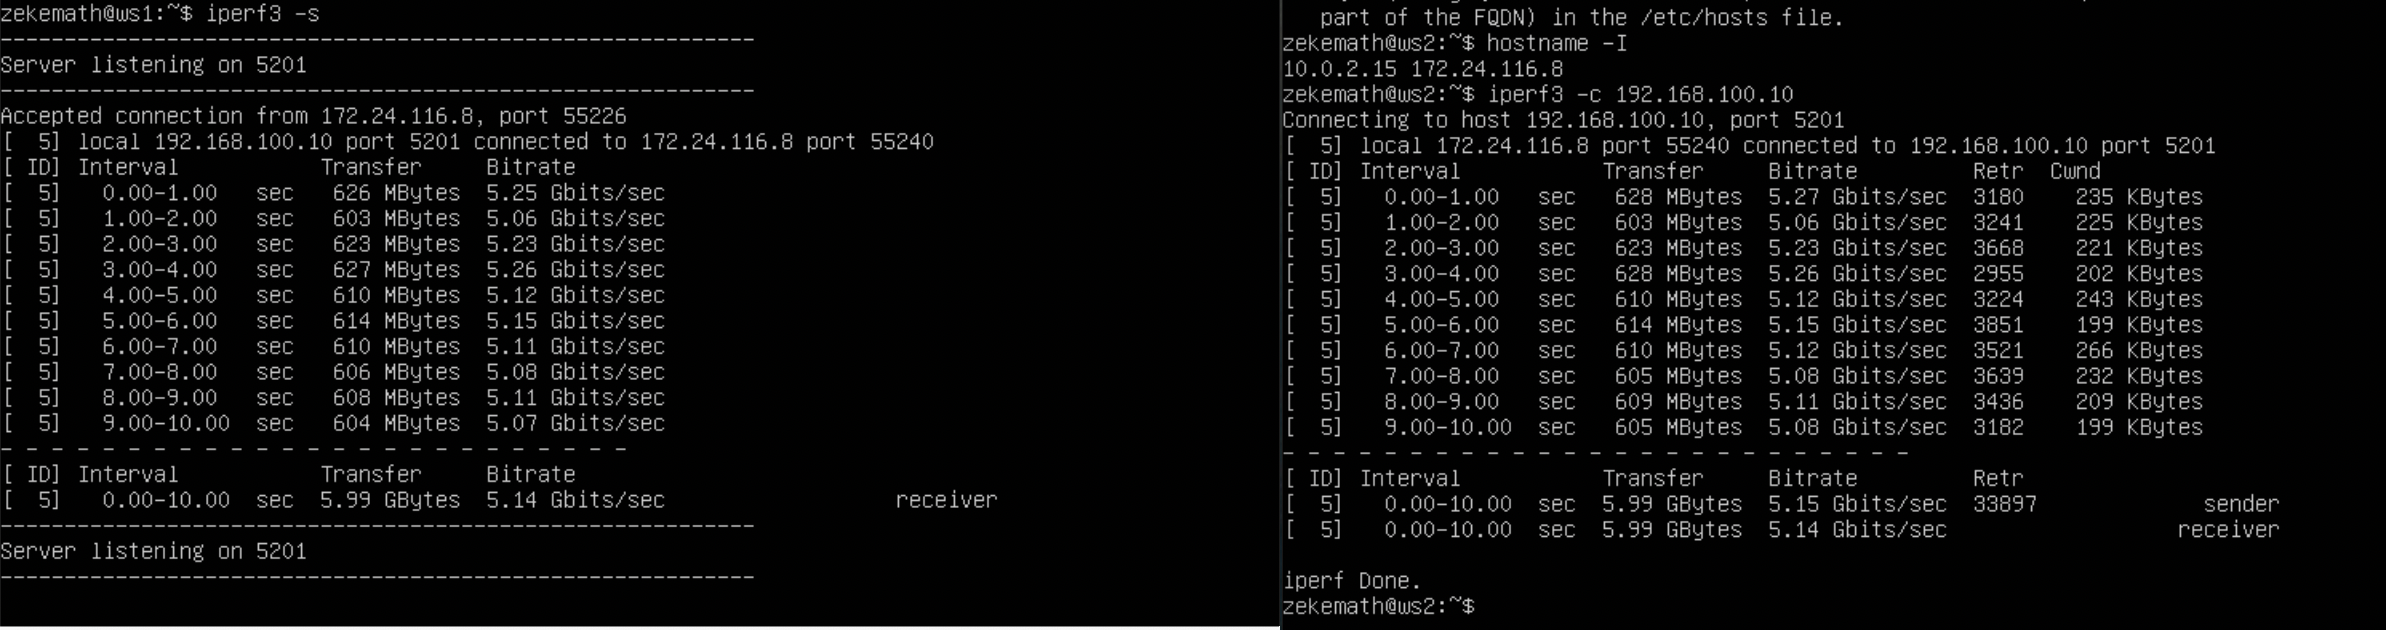 zekemath@ws1:~$ iperf3 -s
-----------------------------------------------------------
Server listening on 5201
-----------------------------------------------------------
Accepted connection from 172.24.116.8, port 55226
[  5] local 192.168.100.10 port 5201 connected to 172.24.116.8 port 55240
[ ID] Interval           Transfer     Bitrate
[  5]   0.00-1.00   sec   626 MBytes  5.25 Gbits/sec
[  5]   1.00-2.00   sec   603 MBytes  5.06 Gbits/sec
[  5]   2.00-3.00   sec   623 MBytes  5.23 Gbits/sec
[  5]   3.00-4.00   sec   627 MBytes  5.26 Gbits/sec
[  5]   4.00-5.00   sec   610 MBytes  5.12 Gbits/sec
[  5]   5.00-6.00   sec   614 MBytes  5.15 Gbits/sec
[  5]   6.00-7.00   sec   610 MBytes  5.11 Gbits/sec
[  5]   7.00-8.00   sec   606 MBytes  5.08 Gbits/sec
[  5]   8.00-9.00   sec   608 MBytes  5.11 Gbits/sec
[  5]   9.00-10.00  sec   604 MBytes  5.07 Gbits/sec
- - - - - - - - - - - - - - - - - - - - - - - - -
[ ID] Interval           Transfer     Bitrate
[  5]   0.00-10.00  sec  5.99 GBytes  5.14 Gbits/sec                  receiver
-----------------------------------------------------------
Server listening on 5201
-----------------------------------------------------------
part of the FQDN) in the /etc/hosts file.
zekemath@ws2:~$ hostname -I
10.0.2.15 172.24.116.8
zekemath@ws2:~$ iperf3 -c 192.168.100.10
Connecting to host 192.168.100.10, port 5201
[  5] local 172.24.116.8 port 55240 connected to 192.168.100.10 port 5201
[ ID] Interval           Transfer     Bitrate         Retr  Cwnd
[  5]   0.00-1.00   sec   628 MBytes  5.27 Gbits/sec  3180    235 KBytes
[  5]   1.00-2.00   sec   603 MBytes  5.06 Gbits/sec  3241    225 KBytes
[  5]   2.00-3.00   sec   623 MBytes  5.23 Gbits/sec  3668    221 KBytes
[  5]   3.00-4.00   sec   628 MBytes  5.26 Gbits/sec  2955    202 KBytes
[  5]   4.00-5.00   sec   610 MBytes  5.12 Gbits/sec  3224    243 KBytes
[  5]   5.00-6.00   sec   614 MBytes  5.15 Gbits/sec  3851    199 KBytes
[  5]   6.00-7.00   sec   610 MBytes  5.12 Gbits/sec  3521    266 KBytes
[  5]   7.00-8.00   sec   605 MBytes  5.08 Gbits/sec  3639    232 KBytes
[  5]   8.00-9.00   sec   609 MBytes  5.11 Gbits/sec  3436    209 KBytes
[  5]   9.00-10.00  sec   605 MBytes  5.08 Gbits/sec  3182    199 KBytes
- - - - - - - - - - - - - - - - - - - - - - - - -
[ ID] Interval           Transfer     Bitrate         Retr
[  5]   0.00-10.00  sec  5.99 GBytes  5.15 Gbits/sec  33897             sender
[  5]   0.00-10.00  sec  5.99 GBytes  5.14 Gbits/sec                  receiver
iperf Done.
zekemath@ws2:~$